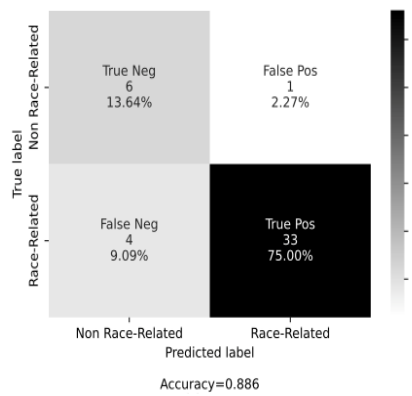 True label
Non Race-Related
Race-Related
True Neg
6
13.64%
False Pos
1
2.27%
False Neg
4
9.09%
True Pos
33
75.00%
Non Race-Related
Race-Related
Predicted label
Accuracy=0.886